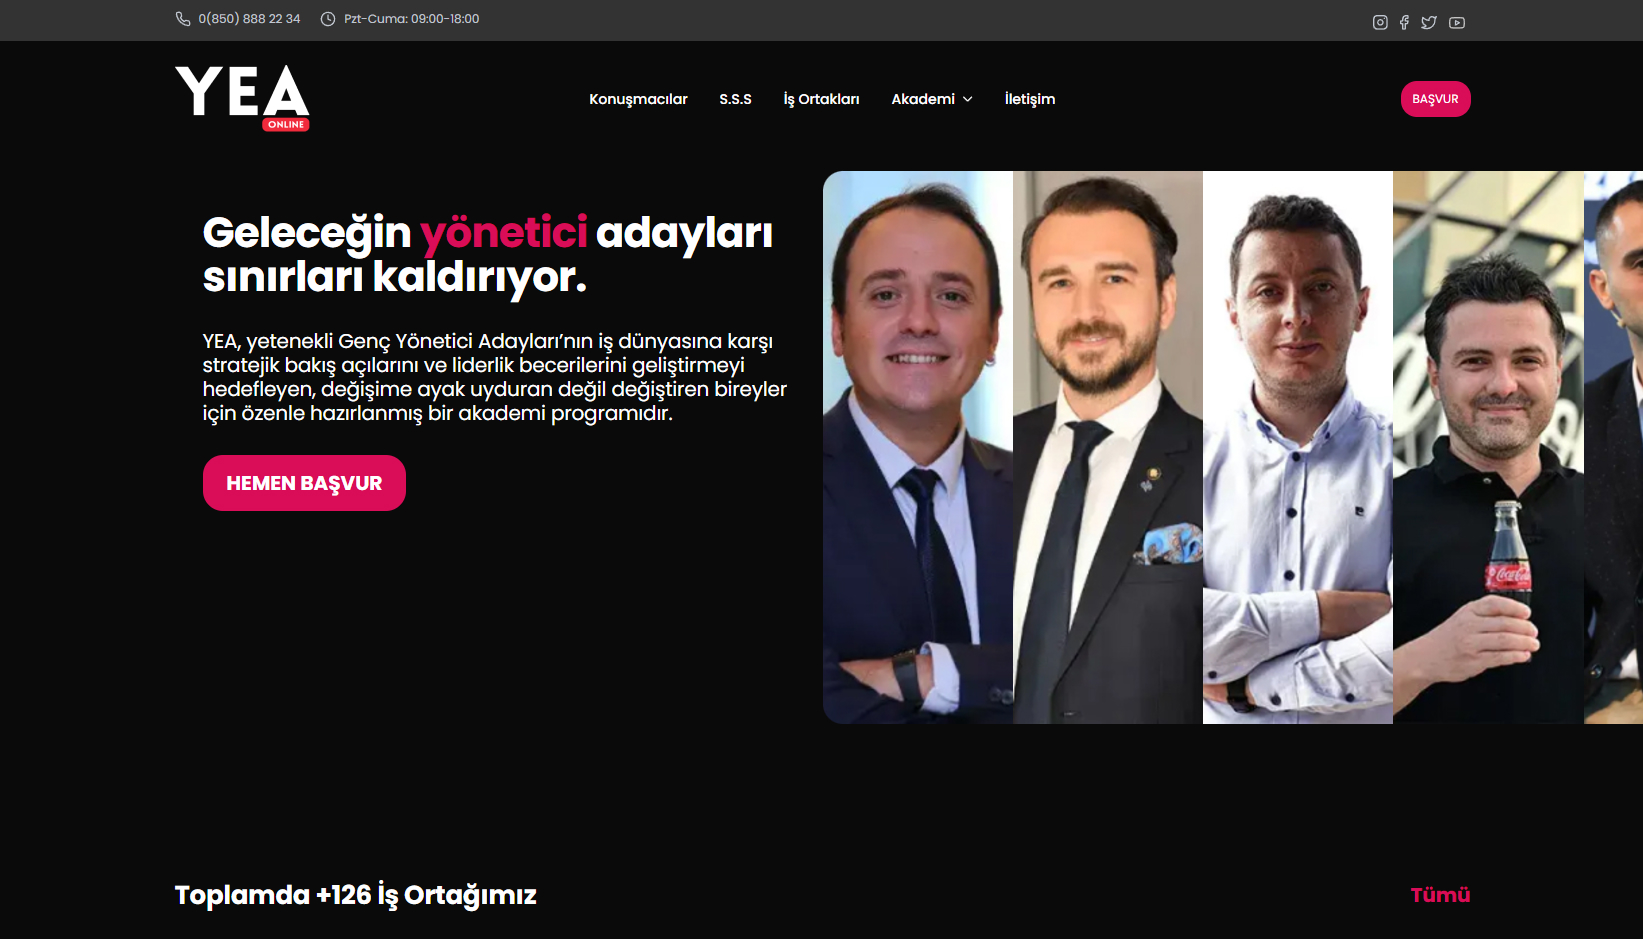 0(850) 888 22 34
Pzt-Cuma: 09:00-18:00
YEA
ONLINE
Konuşmacılar
S.S.S
İş Ortakları
Akademi
İletişim
BAŞVUR
Geleceğin yönetici adayları
sınırları kaldırıyor.
YEA, yetenekli Genç Yönetici Adayları’nın iş dünyasına karşı
stratejik bakış açılarını ve liderlik becerilerini geliştirmeyi
hedefleyen, değişime ayak uyduran değil değiştiren bireyler
için özenle hazırlanmış bir akademi programıdır.
HEMEN BAŞVUR
Coca-Cola
Toplamda +126 İş Ortağımız
Tümü